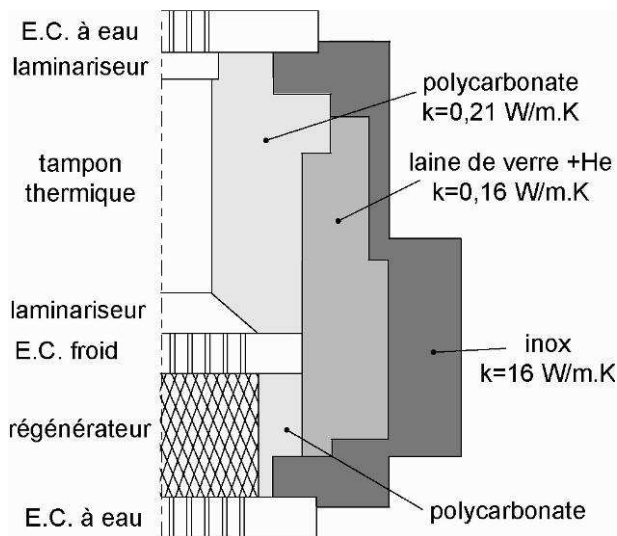 E.C. à eau
laminariseur
tampon
thermique
laminariseur
E.C. froid
régénérateur
E.C. à eau
polycarbonate
k=0,21 W/m.K
laine de verre +He
k=0,16 W/m.K
inox
k=16 W/m.K
polycarbonate